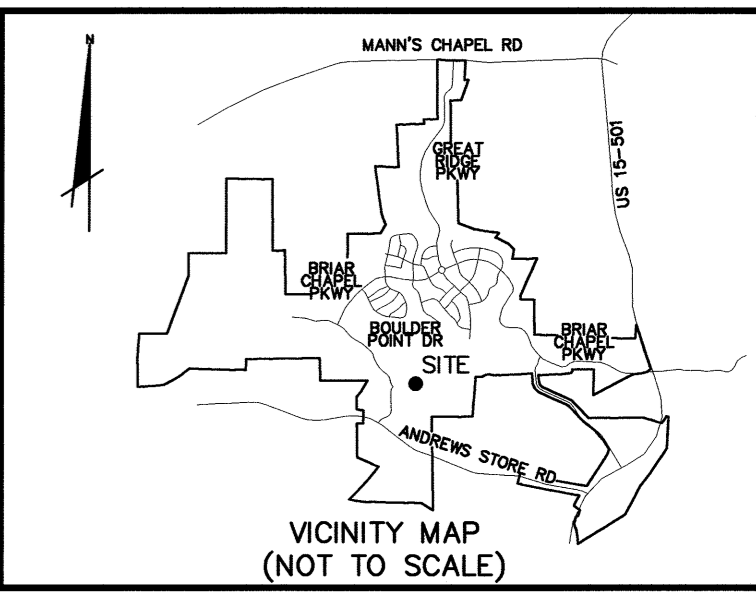 N
MANN'S CHAPEL RD
US 15-501
GREAT
RIDGE
PKWY
BRIAR
CHAPEL
PKWY
BOULDER
POINT DR
BRIAR
CHAPEL
PKWY
SITE
ANDREWS STORE RD
VICINITY MAP
(NOT TO SCALE)